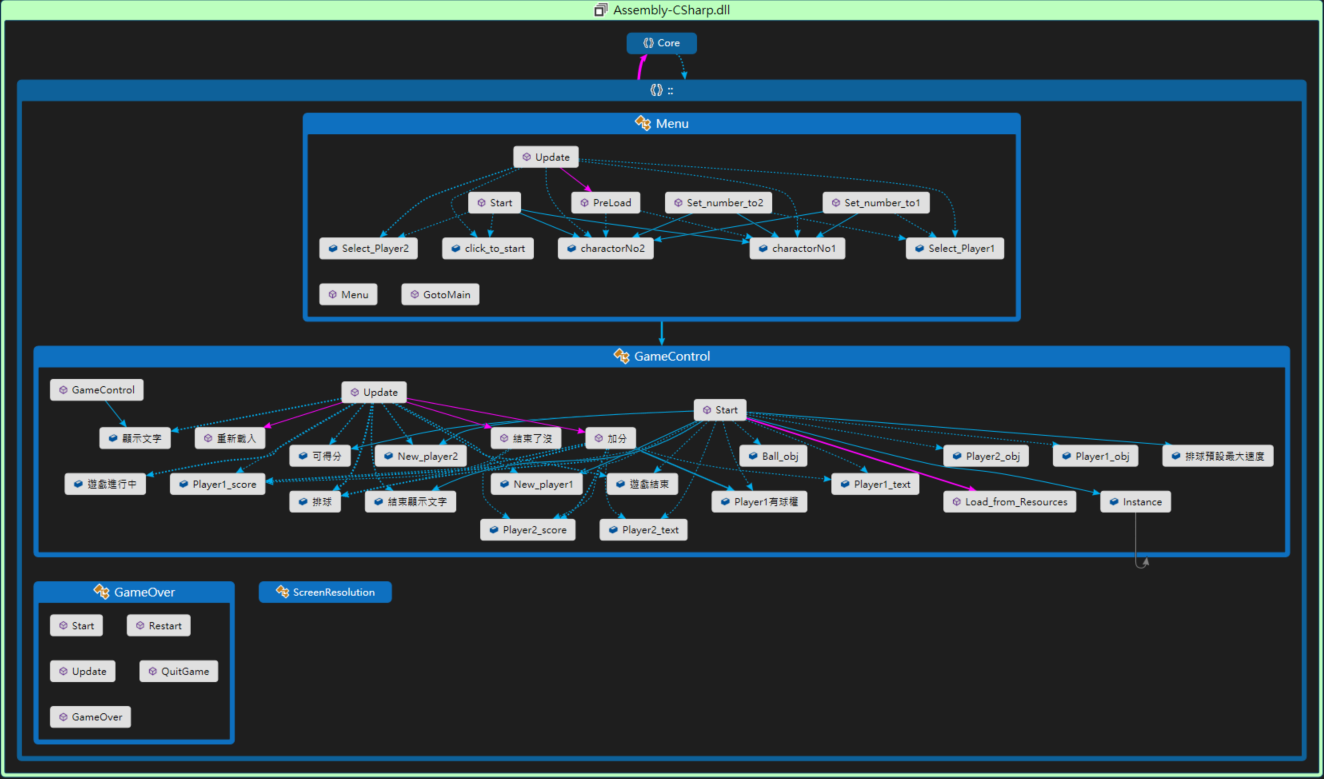 Assembly-CSharp.dll
Core
::
Menu
Update
Start
PreLoad
Set_number_to2
Set_number_to1
Select_Player2
click_to_start
charactorNo2
charactorNo1
Select_Player1
Menu
GotoMain
GameControl
GameControl
Update
Start
顯示文字
重新載入
結束了沒
加分
可得分
New_player2
Ball_obj
Player2_obj
Player1_obj
排球預設最大速度
遊戲進行中
Player1_score
New_player1
遊戲結束
Player1_text
排球
結束顯示文字
Player1有球權
Load_from_Resources
Instance
Player2_score
Player2_text
GameOver
ScreenResolution
Start
Restart
Update
QuitGame
GameOver